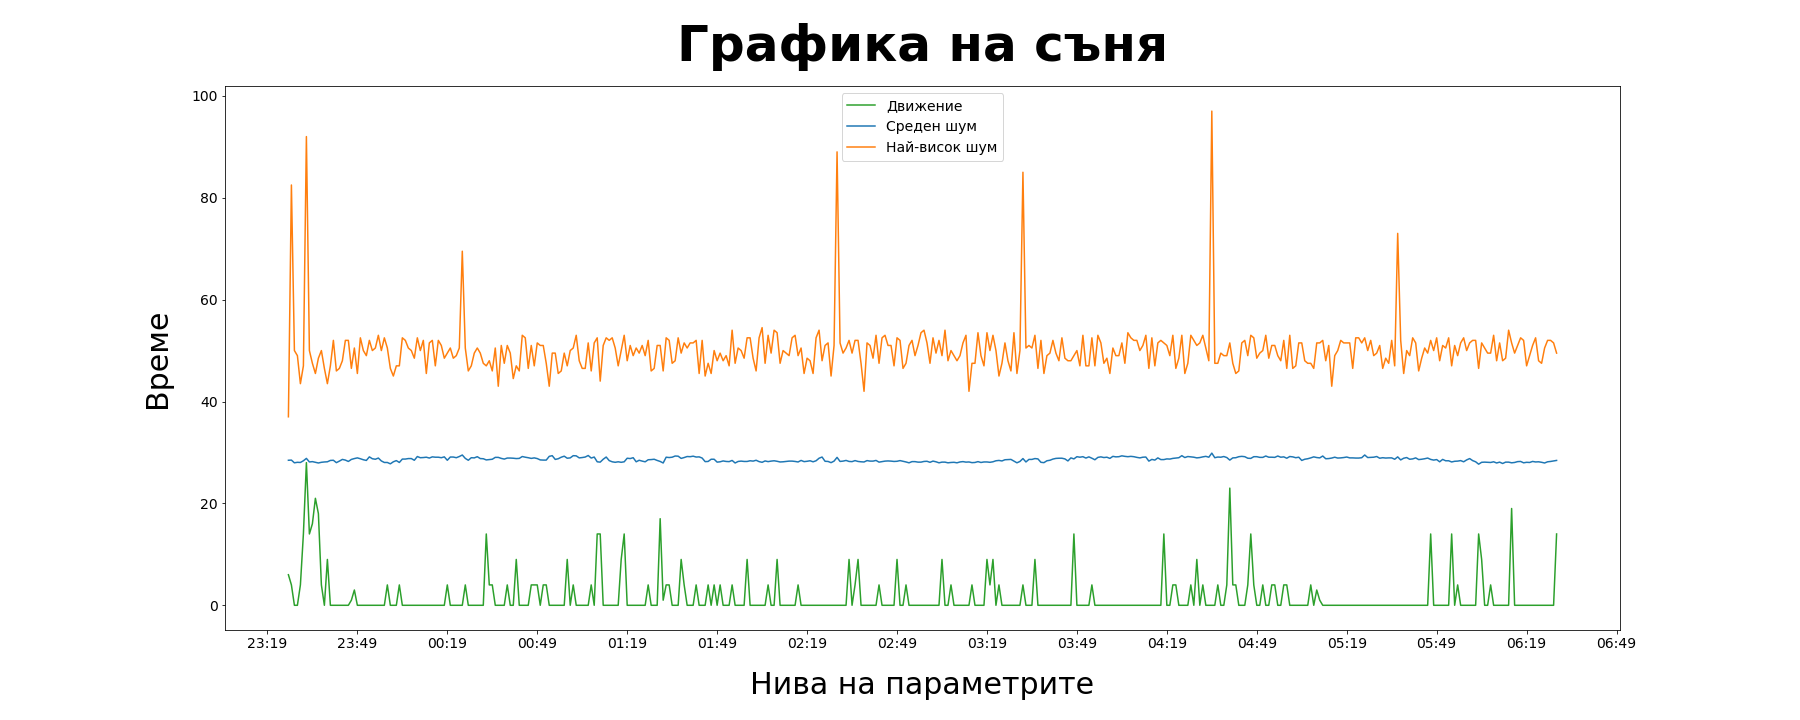 Графика на съня
Движение
Среден шум
Най-висок шум
100
80
60
40
20
0
Време
23:19 23:49 00:19 00:49 01:19 01:49 02:19 02:49 03:19 03:49 04:19 04:49 05:19 05:49 06:19 06:49
Нива на параметрите